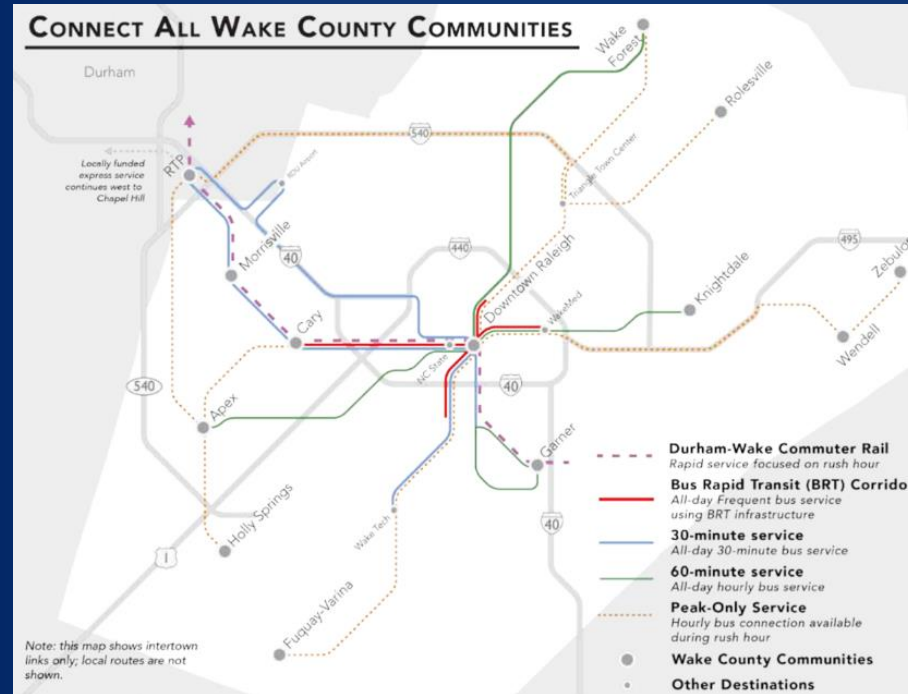 CONNECT ALL WAKE COUNTY COMMUNITIES
Durham
Wake
Forest
Rolesville
540
Triangle Town Center
Locally funded
express service
continues west to
Chapel Hill
RTP
RDU Airport
Morrisville
40
440
Downtown Raleigh
495
Zebulo
Cary
NC State
WakeMed
Knightdale
Wendell
540
40
Apex
Garner
Holly Springs
Wake Tech
40
1
Fuquay-Varina
Durham-Wake Commuter Rail
Rapid service focused on rush hour
Bus Rapid Transit (BRT) Corrido
All-day Frequent bus service
using BRT infrastructure
30-minute service
All-day 30-minute bus service
60-minute service
All-day hourly bus service
Peak-Only Service
Hourly bus connection available
during rush hour
Wake County Communities
Other Destinations
Note: this map shows intertown
links only; local routes are not
shown.